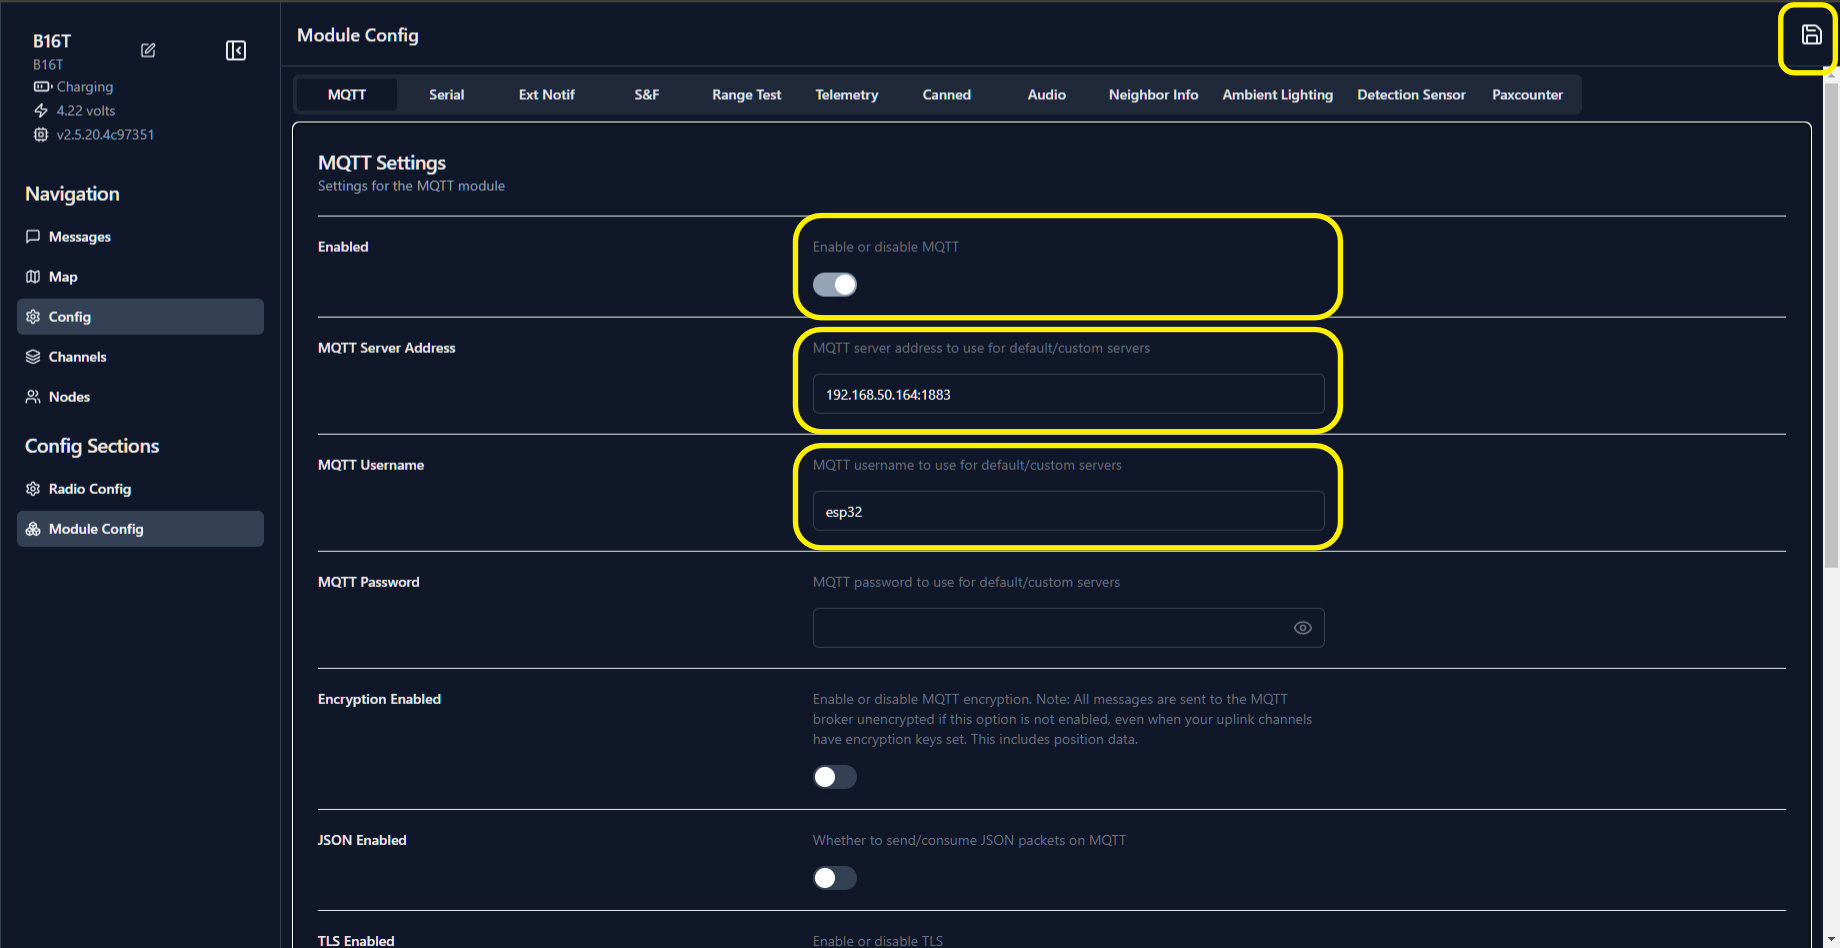 B16T
B16T
Charging
4.22 volts
v2.5.20.4c97351
Navigation
Messages
Map
Config
Channels
Nodes
Config Sections
Radio Config
Module Config
Module Config
MQTT
Serial
Ext Notif
S&F
Range Test
Telemetry
Canned
Audio
Neighbor Info
Ambient Lighting
Detection Sensor
Paxcounter
MQTT Settings
Settings for the MQTT module
Enabled
Enable or disable MQTT
MQTT Server Address
MQTT server address to use for default/custom servers
192.168.50.164:1883
MQTT Username
MQTT username to use for default/custom servers
esp32
MQTT Password
MQTT password to use for default/custom servers
Encryption Enabled
Enable or disable MQTT encryption. Note: All messages are sent to the MQTT
broker unencrypted if this option is not enabled, even when your uplink channels
have encryption keys set. This includes position data.
JSON Enabled
Whether to send/consume JSON packets on MQTT
TLS Enabled
Enable or disable TLS